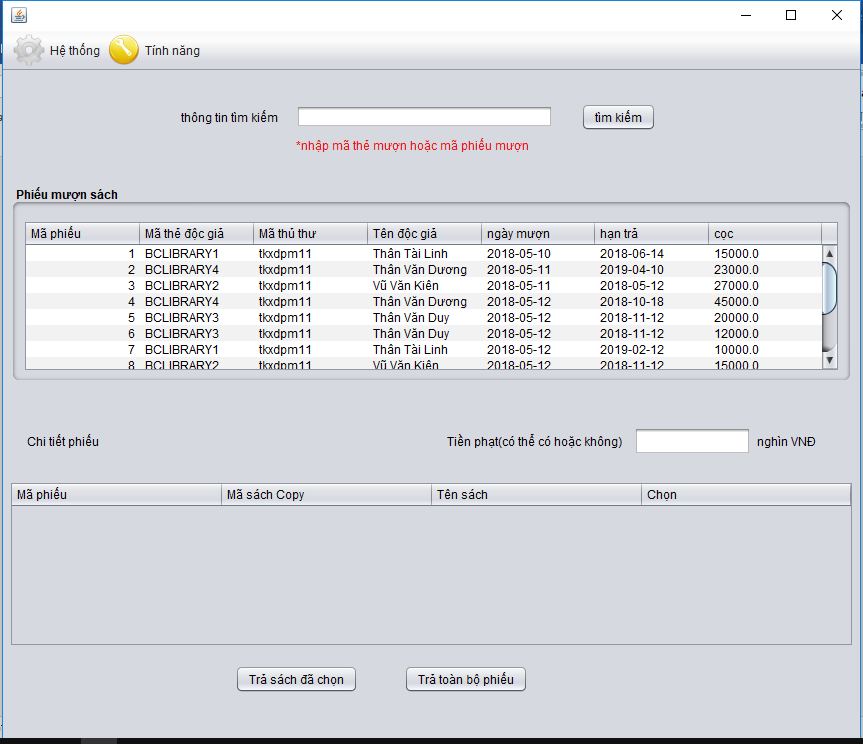 Hệ thống Tính năng
thông tin tìm kiếm tìm kiếm
*nhập mã thẻ mượn hoặc mã phiếu mượn
Phiếu mượn sách
Mã phiếu Mã thẻ độc giả Mã thủ thư Tên độc giả ngày mượn hạn trả cọc
1 BCLIBRARY1 tkxdpm11 Thân Tài Linh 2018-05-10 2018-06-14 15000.0
2 BCLIBRARY4 tkxdpm11 Thân Văn Dương 2018-05-11 2019-04-10 23000.0
3 BCLIBRARY2 tkxdpm11 Vũ Văn Kiên 2018-05-11 2018-05-12 27000.0
4 BCLIBRARY4 tkxdpm11 Thân Văn Dương 2018-05-12 2018-10-18 45000.0
5 BCLIBRARY3 tkxdpm11 Thân Văn Duy 2018-05-12 2018-11-12 20000.0
6 BCLIBRARY3 tkxdpm11 Thân Văn Duy 2018-05-12 2018-11-12 12000.0
7 BCLIBRARY1 tkxdpm11 Thân Tài Linh 2018-05-12 2019-02-12 10000.0
8 BCLIBRARY2 tkxdpm11 Vũ Văn Kiên 2018-05-12 2018-11-12 15000.0
Chi tiết phiếu Tiền phạt(có thể có hoặc không) nghìn VNĐ
Mã phiếu Mã sách Copy Tên sách Chọn
Trả sách đã chọn Trả toàn bộ phiếu